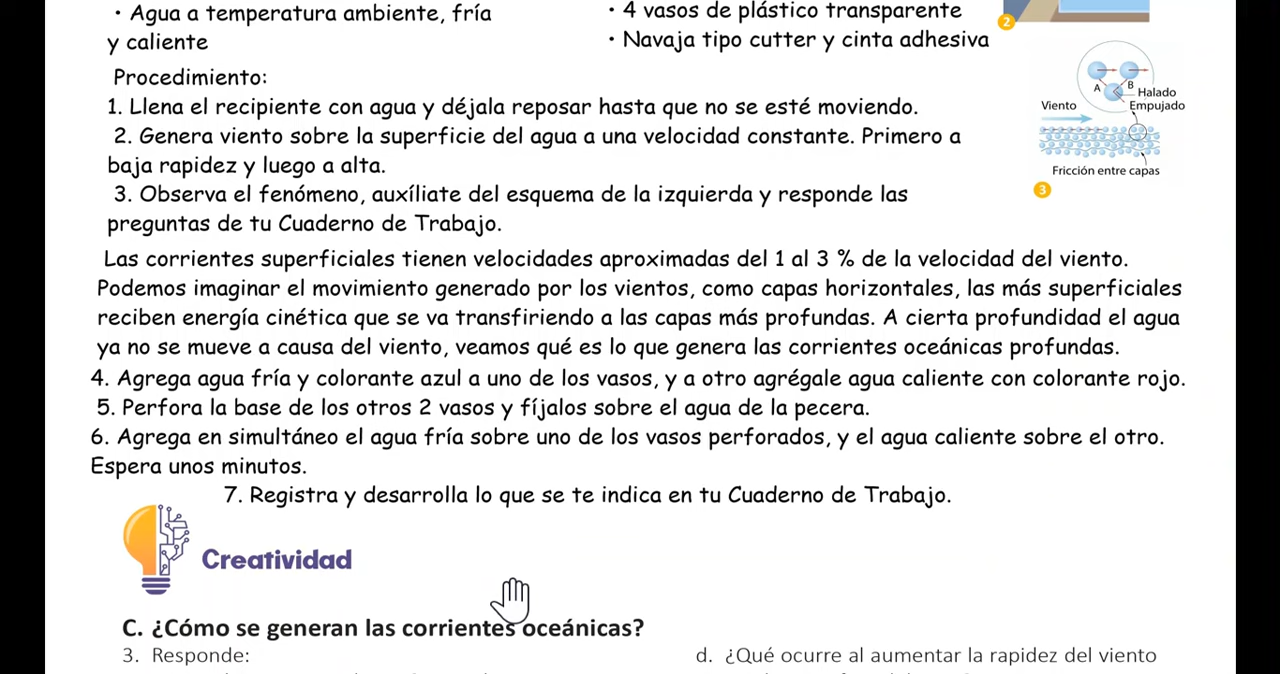 · Agua a temperatura ambiente, fría
y caliente
· 4 vasos de plástico transparente
· Navaja tipo cutter y cinta adhesiva
2
A
B
Halado
Viento
Empujado
Fricción entre capas
3
Procedimiento:
1. Llena el recipiente con agua y déjala reposar hasta que no se esté moviendo.
2. Genera viento sobre la superficie del agua a una velocidad constante. Primero a
baja rapidez y luego a alta.
3. Observa el fenómeno, auxíliate del esquema de la izquierda y responde las
preguntas de tu Cuaderno de Trabajo.
Las corrientes superficiales tienen velocidades aproximadas del 1 al 3 % de la velocidad del viento.
Podemos imaginar el movimiento generado por los vientos, como capas horizontales, las más superficiales
reciben energía cinética que se va transfiriendo a las capas más profundas. A cierta profundidad el agua
ya no se mueve a causa del viento, veamos qué es lo que genera las corrientes oceánicas profundas.
4. Agrega agua fría y colorante azul a uno de los vasos, y a otro agrégale agua caliente con colorante rojo.
5. Perfora la base de los otros 2 vasos y fíjalos sobre el agua de la pecera.
6. Agrega en simultáneo el agua fría sobre uno de los vasos perforados, y el agua caliente sobre el otro.
Espera unos minutos.
7. Registra y desarrolla lo que se te indica en tu Cuaderno de Trabajo.
Creatividad
C. ¿Cómo se generan las corrientes oceánicas?
3. Responde:
d. ¿Qué ocurre al aumentar la rapidez del viento